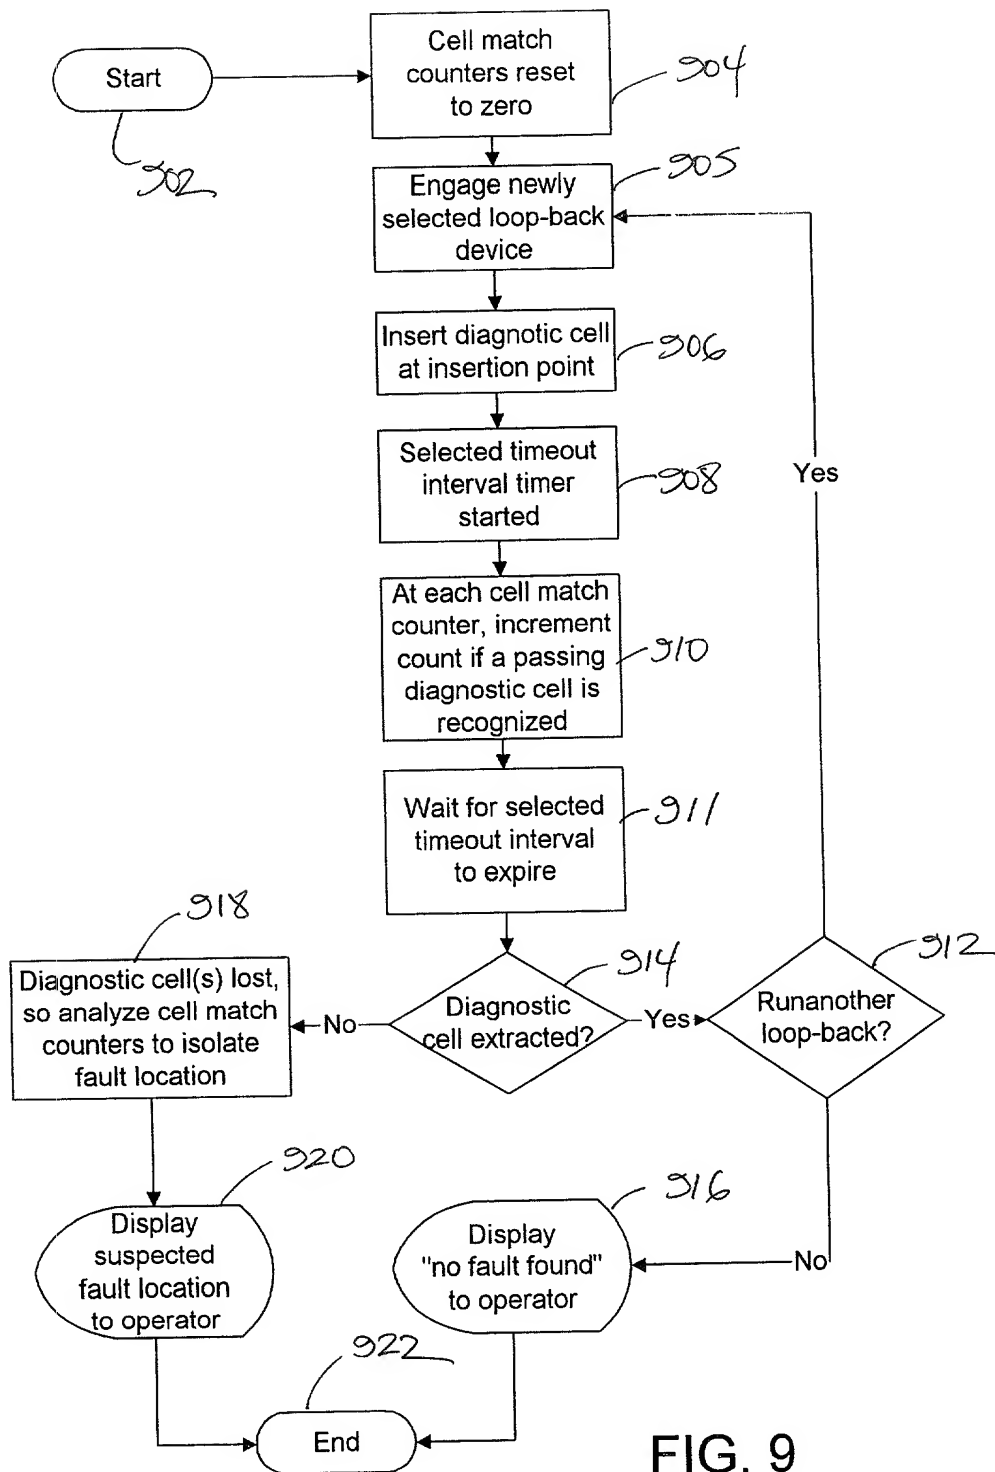 Start
902
Cell match
counters reset
to zero
904
Engage newly
selected loop-back
device
905
Insert diagnotic cell
at insertion point
906
Selected timeout
interval timer
started
908
Yes
At each cell match
counter, increment
count if a passing
diagnostic cell is
recognized
910
Wait for selected
timeout interval
to expire
911
918
Diagnostic cell(s) lost,
so analyze cell match
counters to isolate
fault location
No
914
Diagnostic
cell extracted?
Yes
912
Runanother
loop-back?
920
Display
suspected
fault location
to operator
916
Display
"no fault found"
to operator
No
922
End
FIG. 9